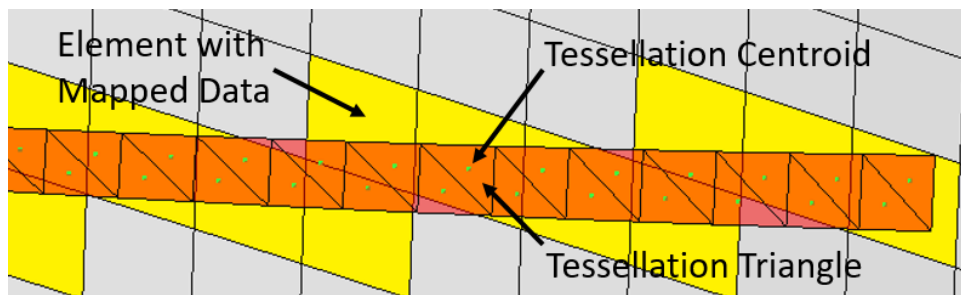 Element with
Mapped Data
Tessellation Centroid
Tessellation Triangle